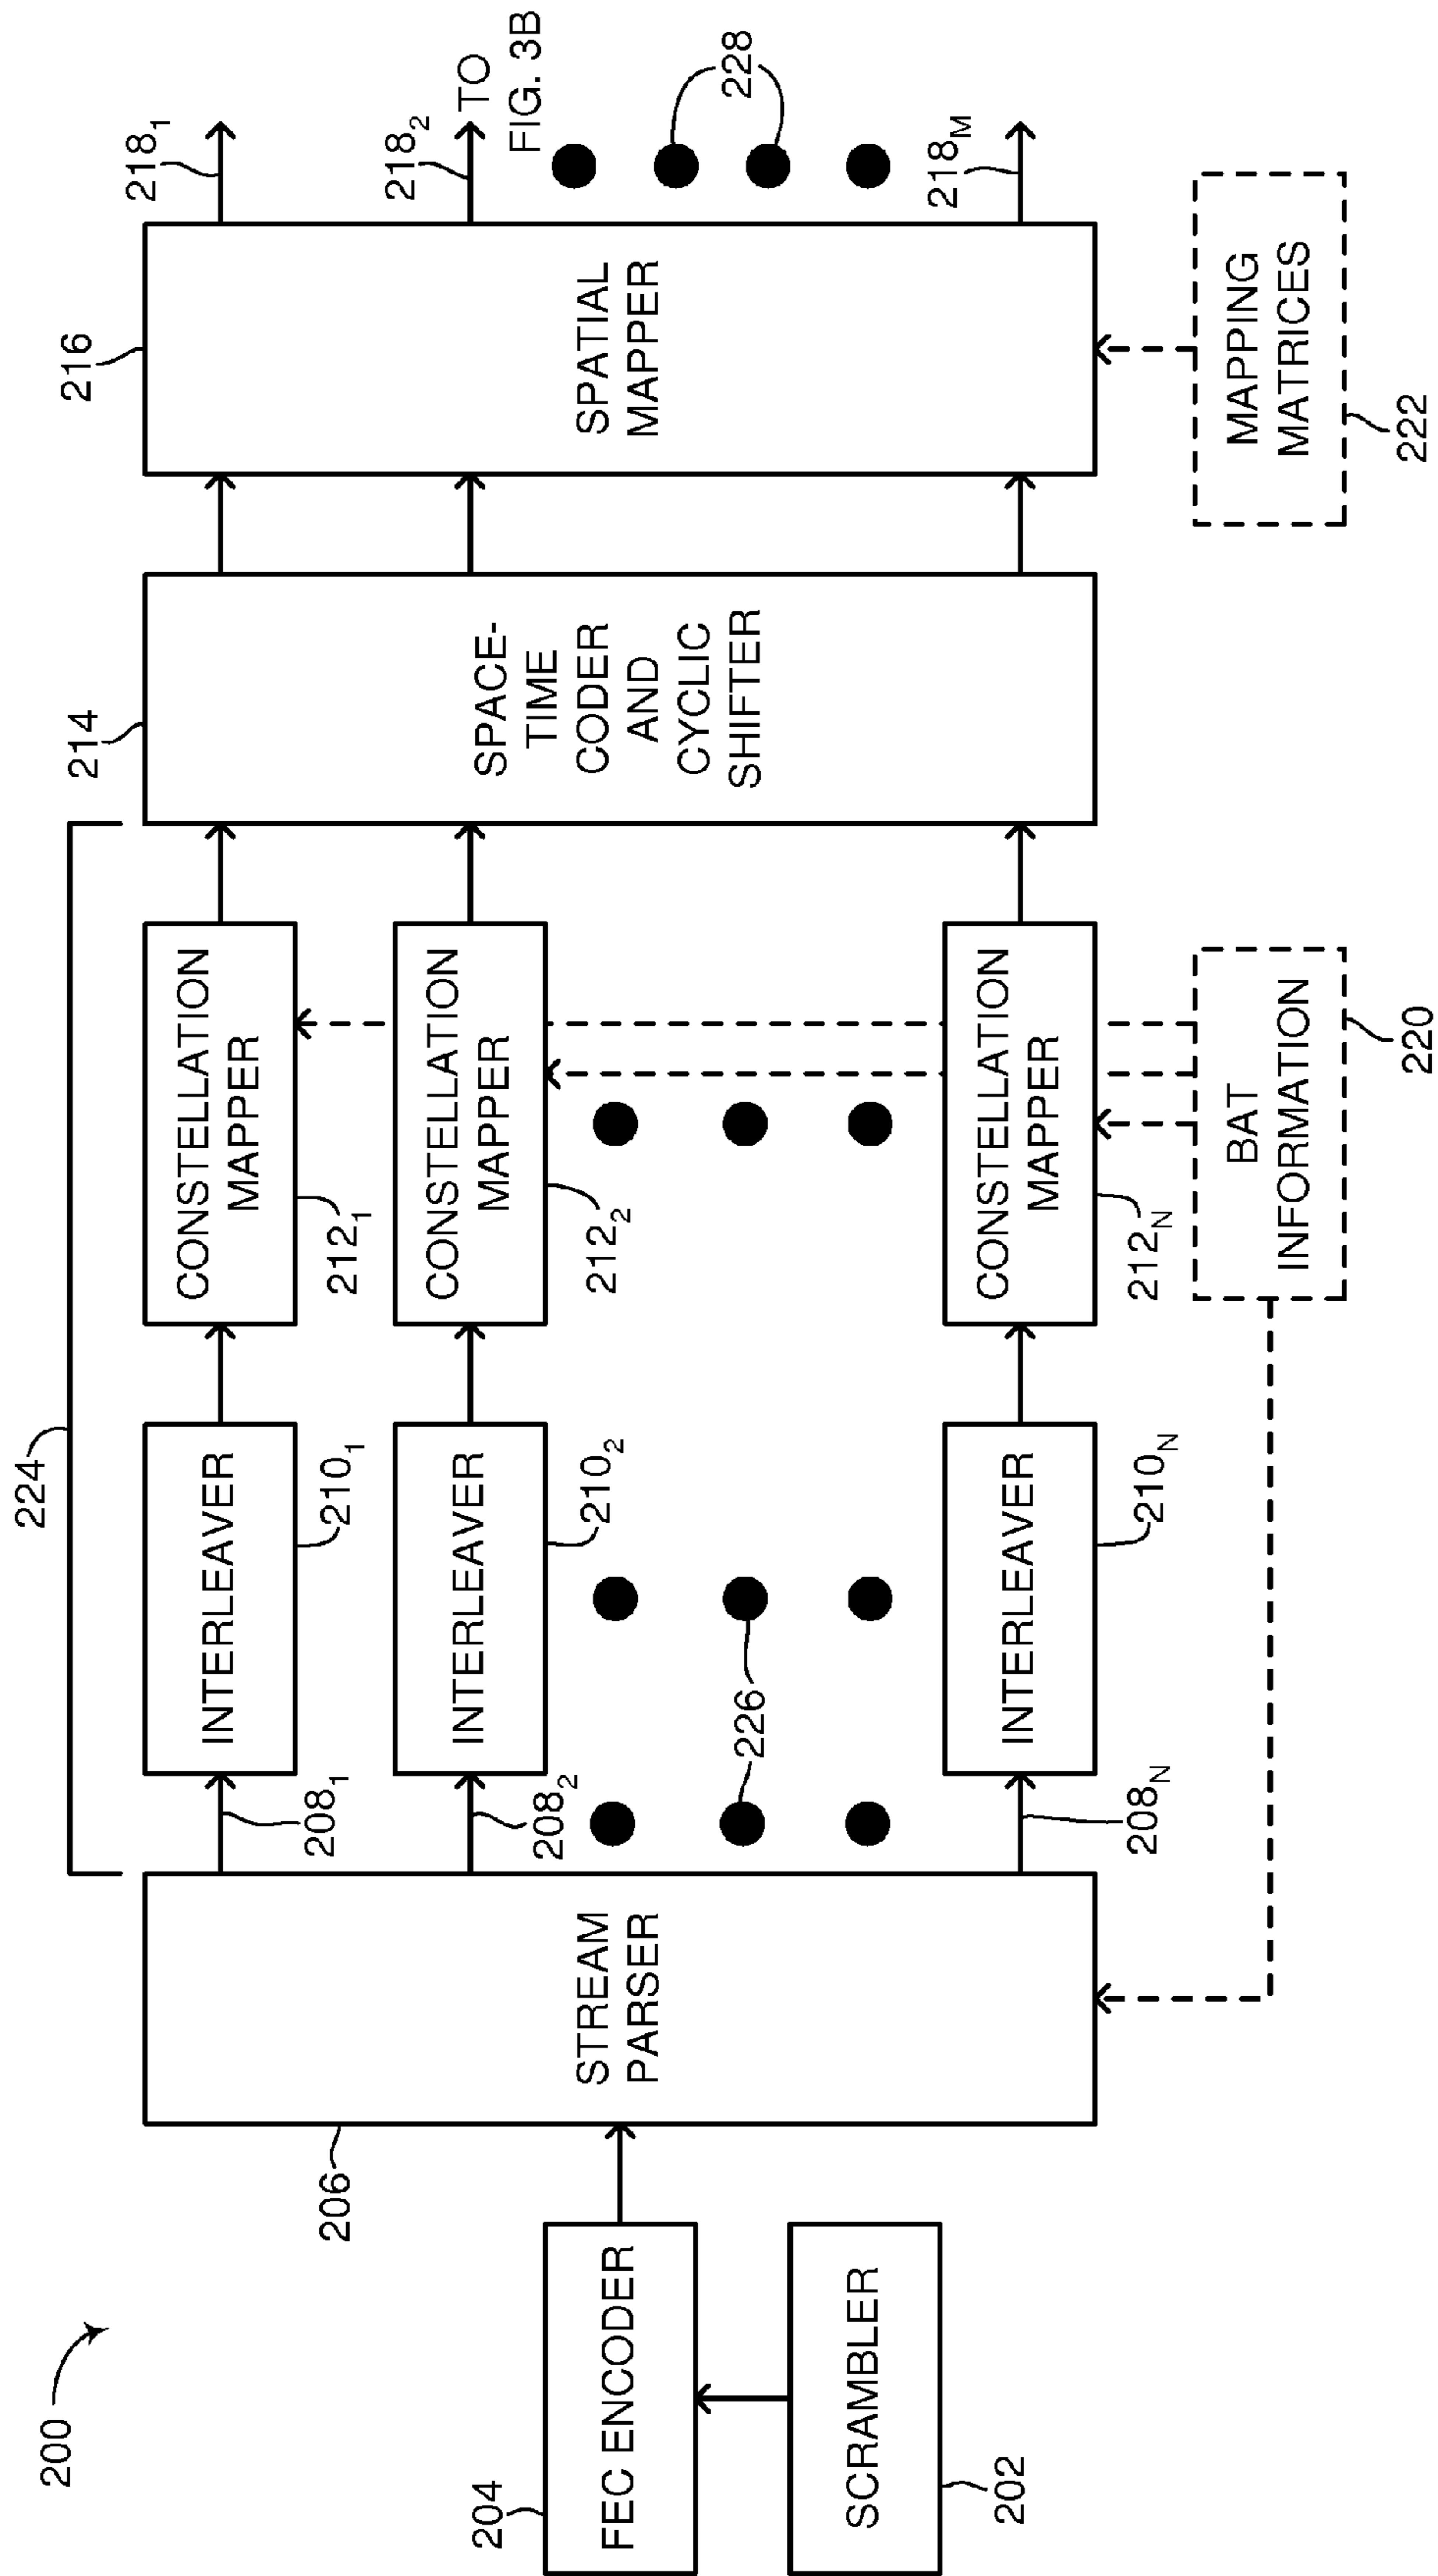 200
224
214
216
206
204
FEC ENCODER
SCRAMBLER
202
STREAM
PARSER
208₁
208₂
208N
INTERLEAVER
210₁
INTERLEAVER
210₂
226
INTERLEAVER
210N
CONSTELLATION
MAPPER
212₁
CONSTELLATION
MAPPER
212₂
CONSTELLATION
MAPPER
212N
BAT
INFORMATION
220
SPACE-
TIME
CODER
AND
CYCLIC
SHIFTER
SPATIAL
MAPPER
MAPPING
MATRICES
222
218₁
218₂
TO
FIG. 3B
228
218M